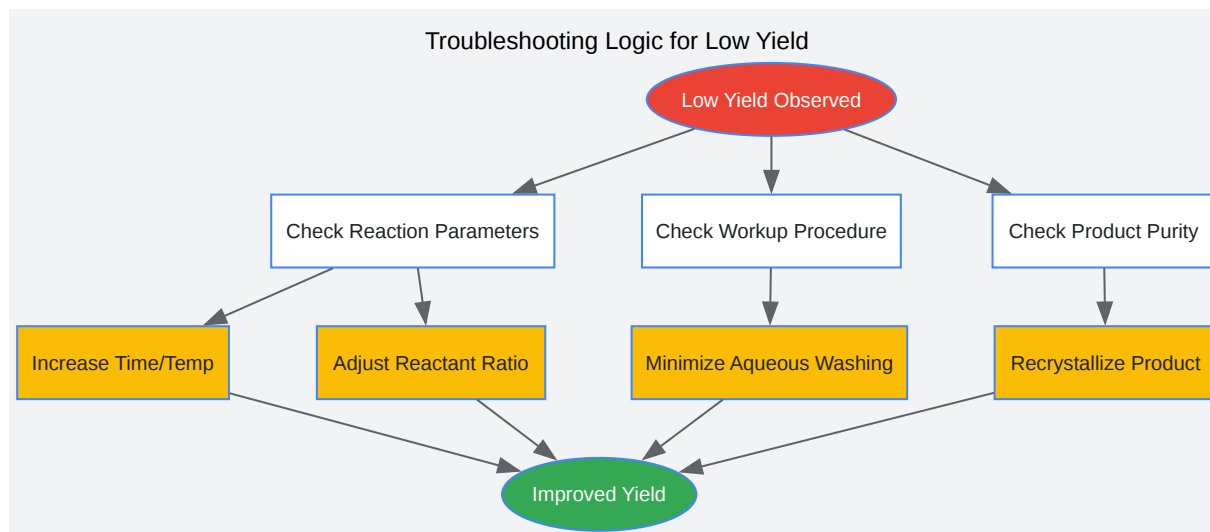 Troubleshooting Logic for Low Yield
Low Yield Observed
Check Reaction Parameters
Check Workup Procedure
Check Product Purity
Increase Time/Temp
Adjust Reactant Ratio
Minimize Aqueous Washing
Recrystallize Product
Improved Yield